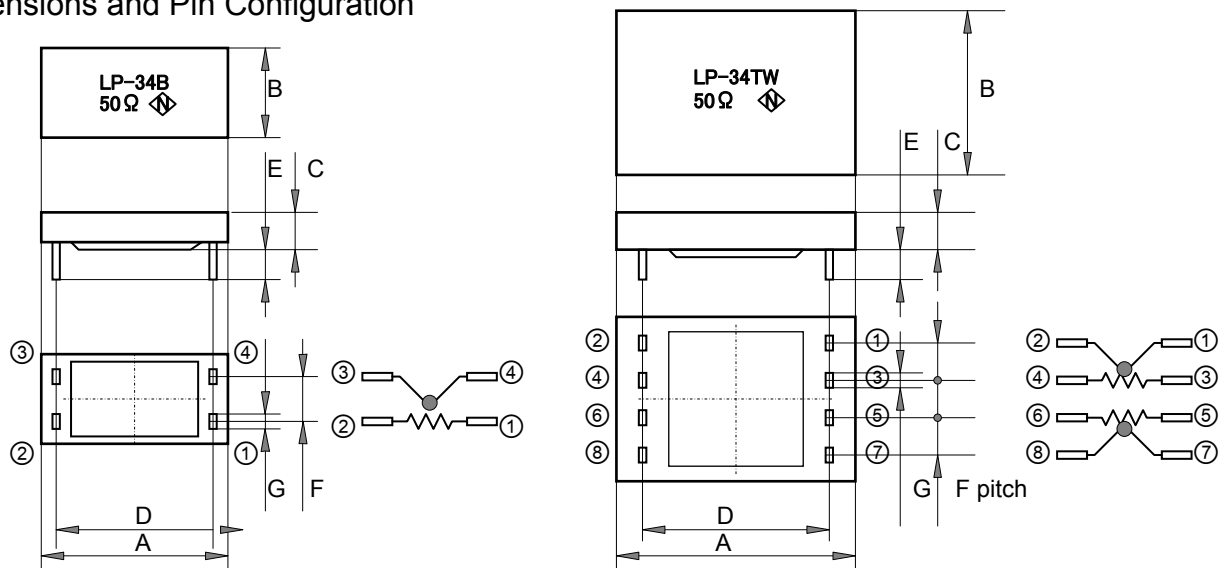 ensions and Pin Configuration
LP-34B
50Ω N
B
E C
③ ④
② ①
G F
D
A
③ ④
② ①
LP-34TW
50Ω N
B
E C
② ①
④ ③
⑥ ⑤
⑧ ⑦
G F pitch
D
A
② ①
④ ③
⑥ ⑤
⑧ ⑦